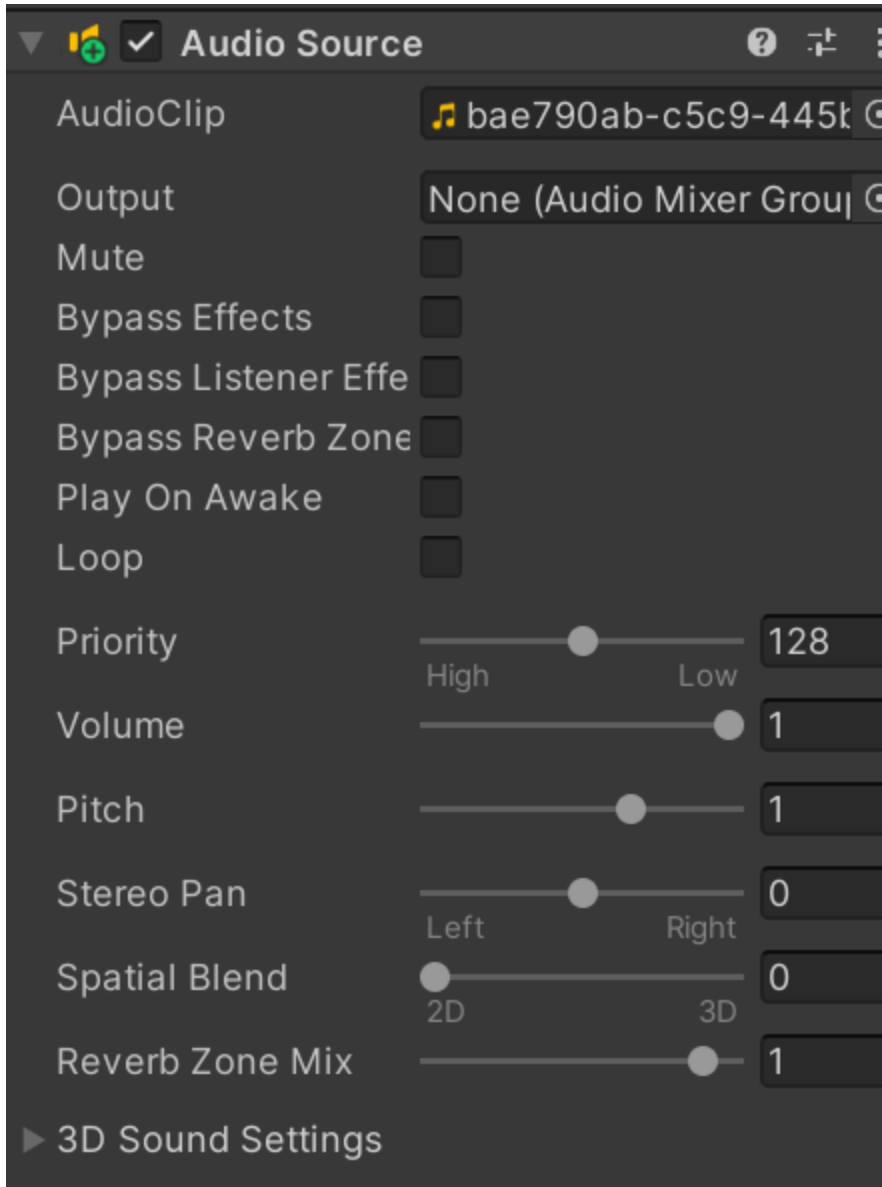 Audio Source
AudioClip bae790ab-c5c9-445b
Output None (Audio Mixer Grou
Mute
Bypass Effects
Bypass Listener Effe
Bypass Reverb Zone
Play On Awake
Loop
Priority 128
High Low
Volume 1
Pitch 1
Stereo Pan 0
Left Right
Spatial Blend 0
2D 3D
Reverb Zone Mix 1
3D Sound Settings